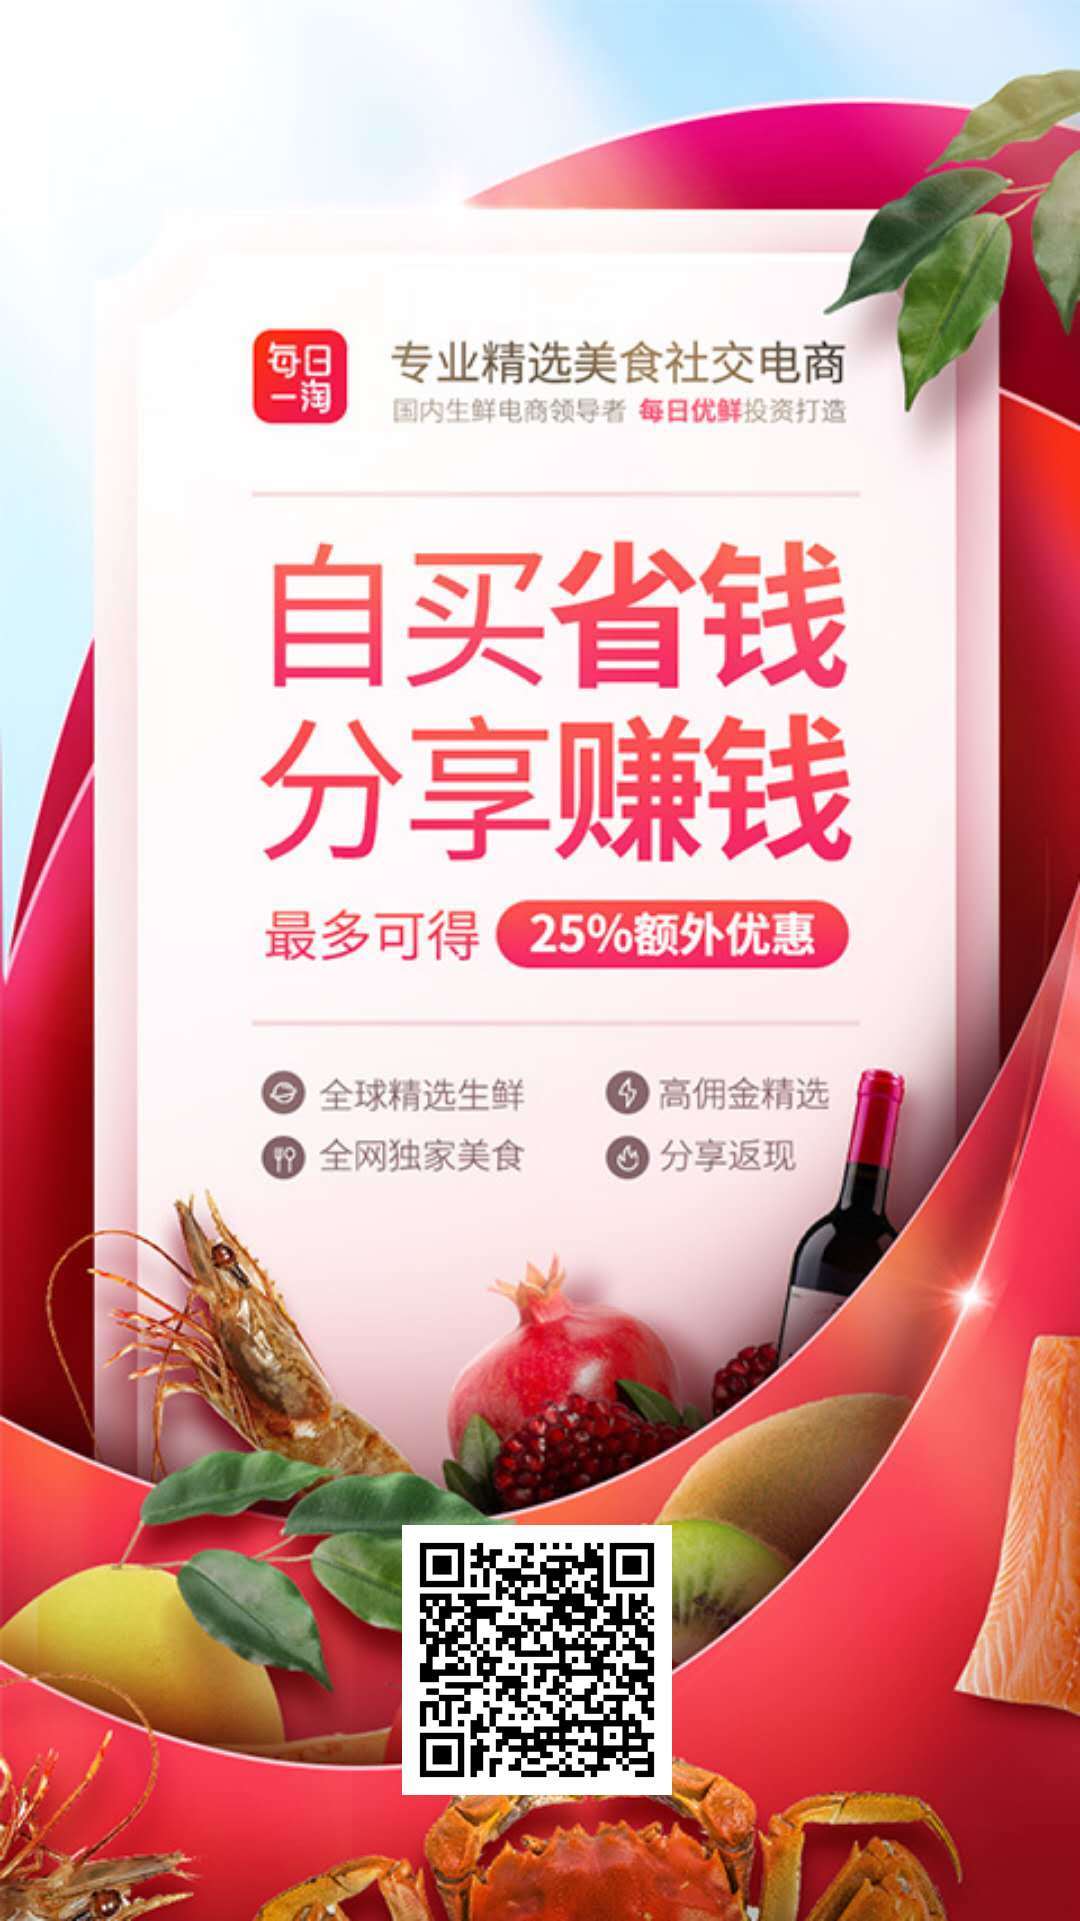 每日
一淘
专业精选美食社交电商
国内生鲜电商领导者 每日优鲜投资打造
自买省钱
分享赚钱
最多可得 25%额外优惠
全球精选生鲜 高佣金精选
全网独家美食 分享返现